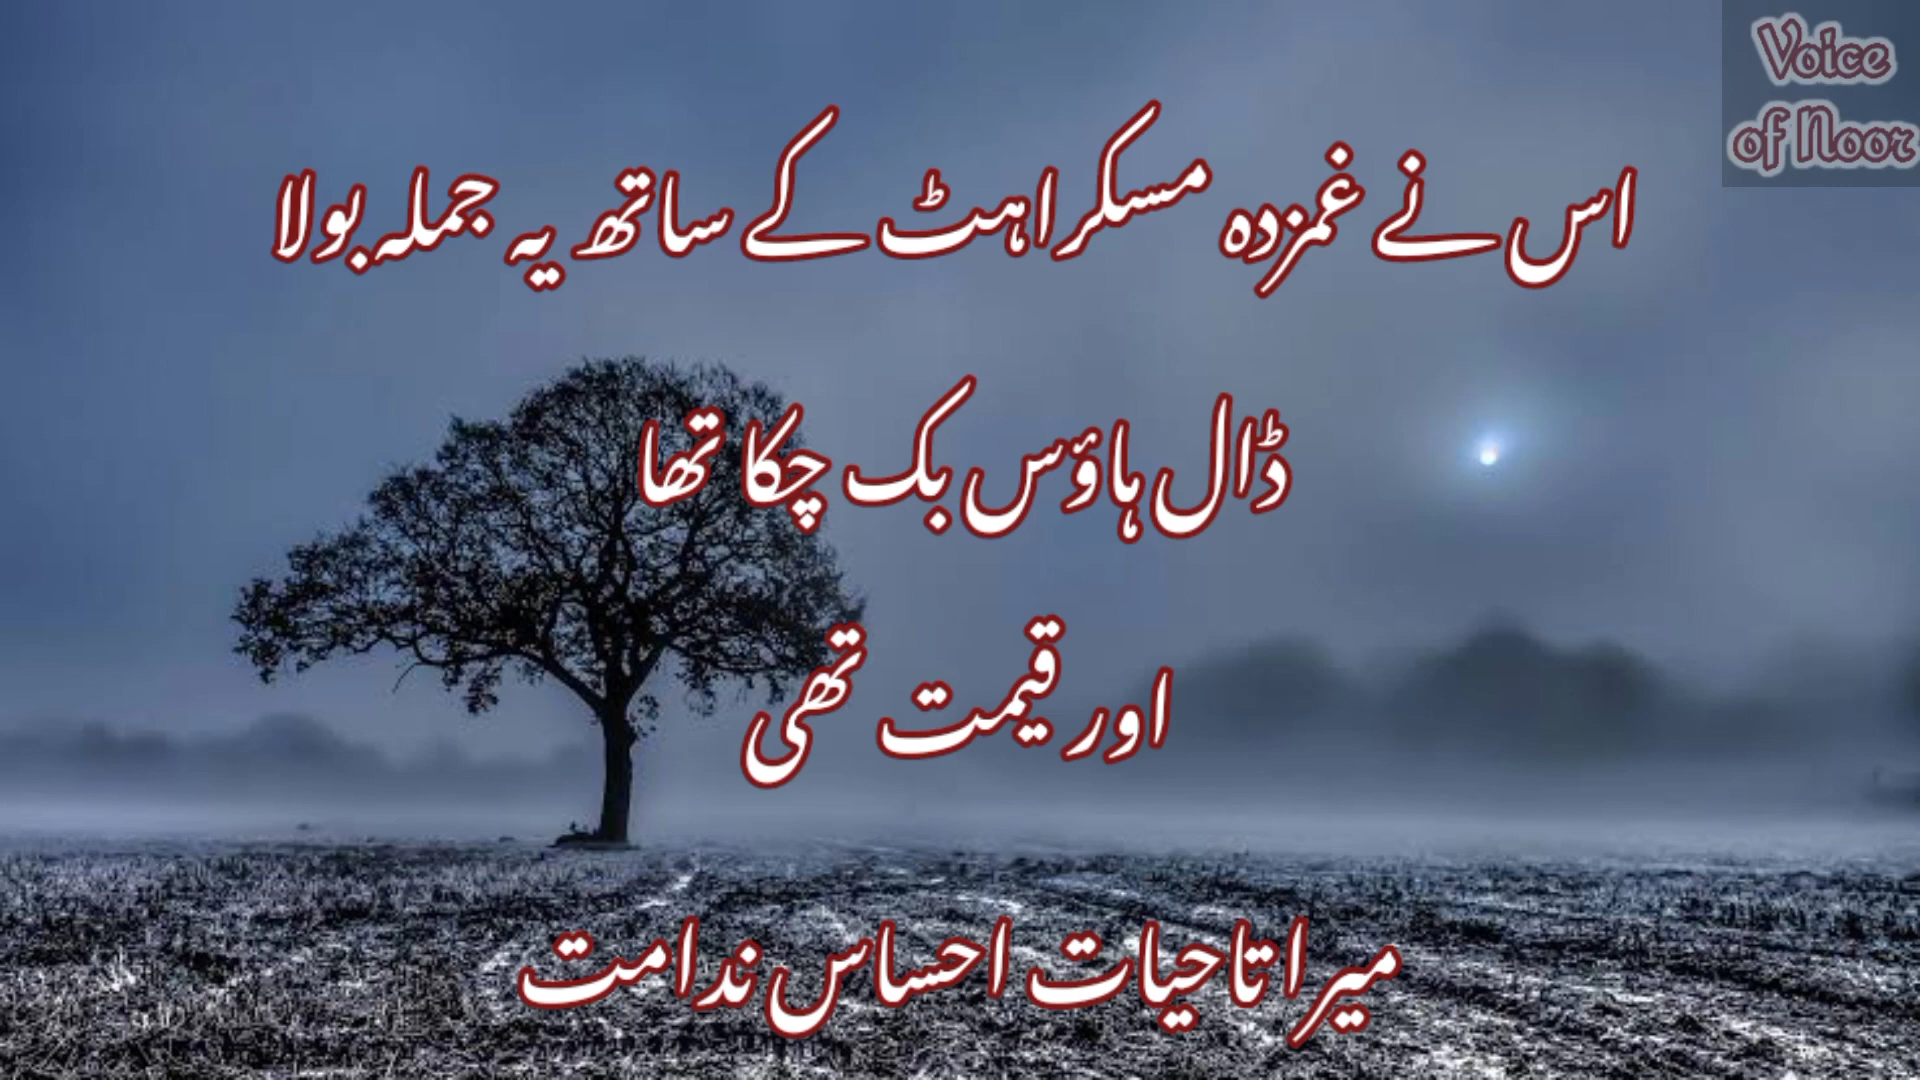 Voice
of Noor
اس نے غمزدہ مسکراہٹ کے ساتھ یہ جملہ بولا
ڈال ہاؤس بک چکا تھا
اور قیمت تھی
میرا تاحیات احساس ندامت